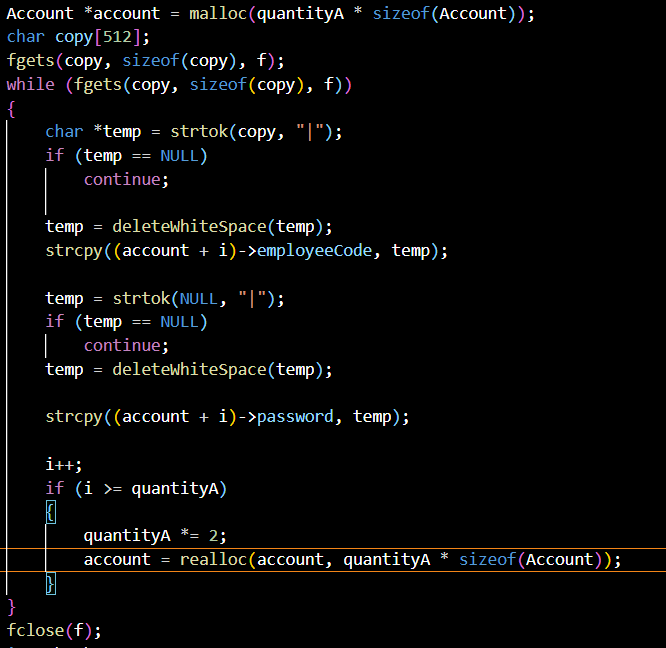 Account *account = malloc(quantityA * sizeof(Account));
char copy[512];
fgets(copy, sizeof(copy), f);
while (fgets(copy, sizeof(copy), f))
{
    char *temp = strtok(copy, "|");
    if (temp == NULL)
        continue;

    temp = deleteWhiteSpace(temp);
    strcpy((account + i)->employeeCode, temp);

    temp = strtok(NULL, "|");
    if (temp == NULL)
        continue;
    temp = deleteWhiteSpace(temp);

    strcpy((account + i)->password, temp);

    i++;
    if (i >= quantityA)
    {
        quantityA *= 2;
        account = realloc(account, quantityA * sizeof(Account));
    }
}
fclose(f);